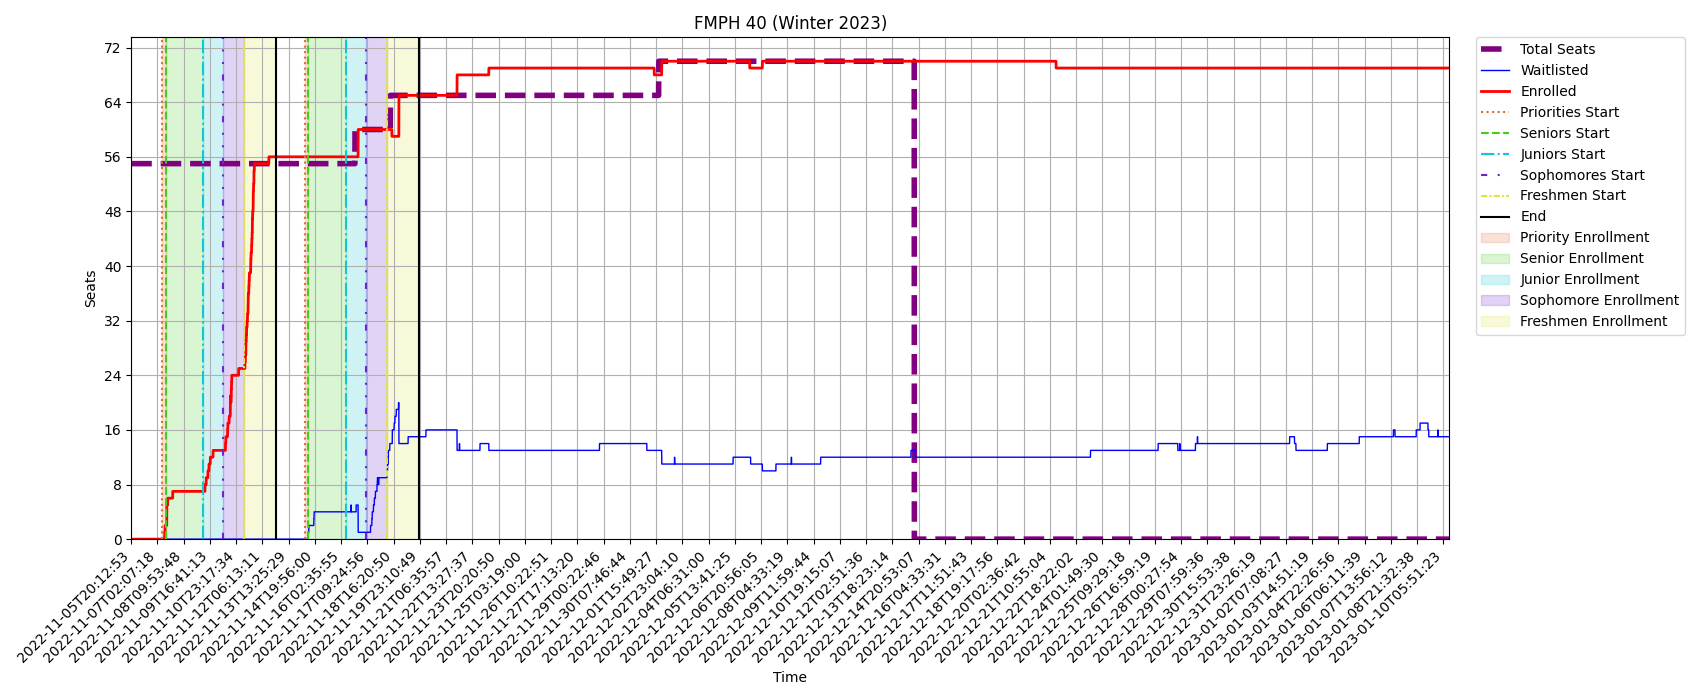 FMPH 40 (Winter 2023)
72
64
56
48
40
32
24
16
8
0
Seats
2022-11-05T20:12:53
2022-11-07T02:07:18
2022-11-08T09:53:48
2022-11-09T16:41:13
2022-11-10T23:17:34
2022-11-12T06:13:11
2022-11-13T13:25:29
2022-11-14T19:56:00
2022-11-16T02:35:55
2022-11-17T09:24:56
2022-11-18T16:20:50
2022-11-19T23:10:49
2022-11-21T06:35:57
2022-11-22T13:27:37
2022-11-23T20:20:50
2022-11-25T03:19:00
2022-11-26T10:22:51
2022-11-27T17:13:20
2022-11-29T00:22:46
2022-11-30T07:46:44
2022-12-01T15:49:27
2022-12-02T23:04:10
2022-12-04T06:31:00
2022-12-05T13:41:25
2022-12-06T20:56:05
2022-12-08T04:33:19
2022-12-09T11:59:44
2022-12-10T19:15:07
2022-12-12T02:51:36
2022-12-13T18:23:14
2022-12-14T20:53:07
2022-12-16T04:33:31
2022-12-17T11:51:43
2022-12-18T19:17:56
2022-12-20T02:36:42
2022-12-21T10:55:04
2022-12-22T18:22:02
2022-12-24T01:49:30
2022-12-25T09:29:18
2022-12-26T16:59:19
2022-12-28T00:27:54
2022-12-29T07:59:36
2022-12-30T15:53:38
2022-12-31T23:26:19
2023-01-02T07:08:27
2023-01-03T14:51:19
2023-01-04T22:26:56
2023-01-06T06:11:39
2023-01-07T13:56:12
2023-01-08T21:32:38
2023-01-10T05:51:23
Time
Total Seats
Waitlisted
Enrolled
Priorities Start
Seniors Start
Juniors Start
Sophomores Start
Freshmen Start
End
Priority Enrollment
Senior Enrollment
Junior Enrollment
Sophomore Enrollment
Freshmen Enrollment